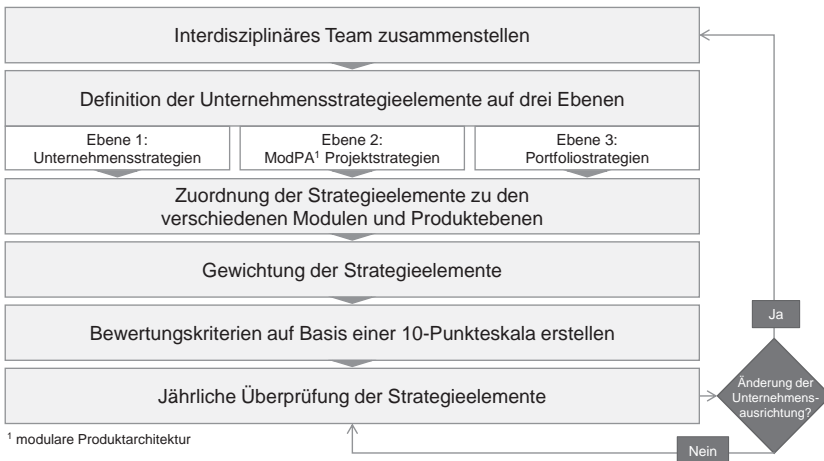 Interdisziplinäres Team zusammenstellen
Definition der Unternehmensstrategieelemente auf drei Ebenen
Ebene 1:
Unternehmensstrategien
Ebene 2:
ModPA¹ Projektstrategien
Ebene 3:
Portfoliostrategien
Zuordnung der Strategieelemente zu den
verschiedenen Modulen und Produktebenen
Gewichtung der Strategieelemente
Bewertungskriterien auf Basis einer 10-Punkteskala erstellen
Jährliche Überprüfung der Strategieelemente
Ja
Änderung der
Unternehmens-
ausrichtung?
Nein
¹ modulare Produktarchitektur